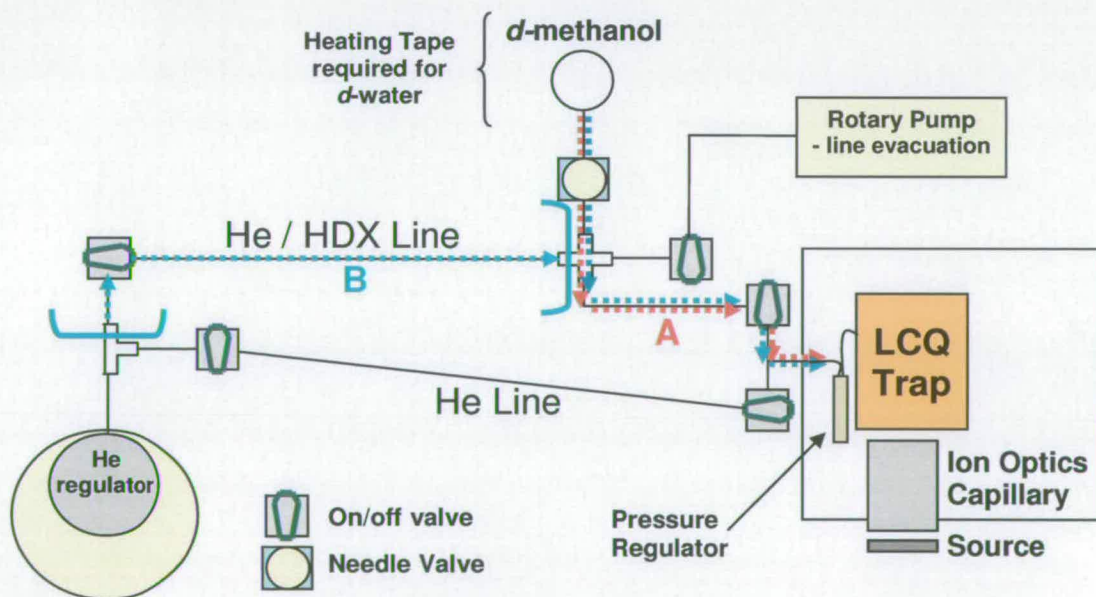 Heating Tape
required for
d-water
d-methanol
Rotary Pump
- line evacuation
He / HDX Line
B
A
LCQ
Trap
He Line
He
regulator
Ion Optics
Capillary
On/off valve
Pressure
Regulator
Source
Needle Valve